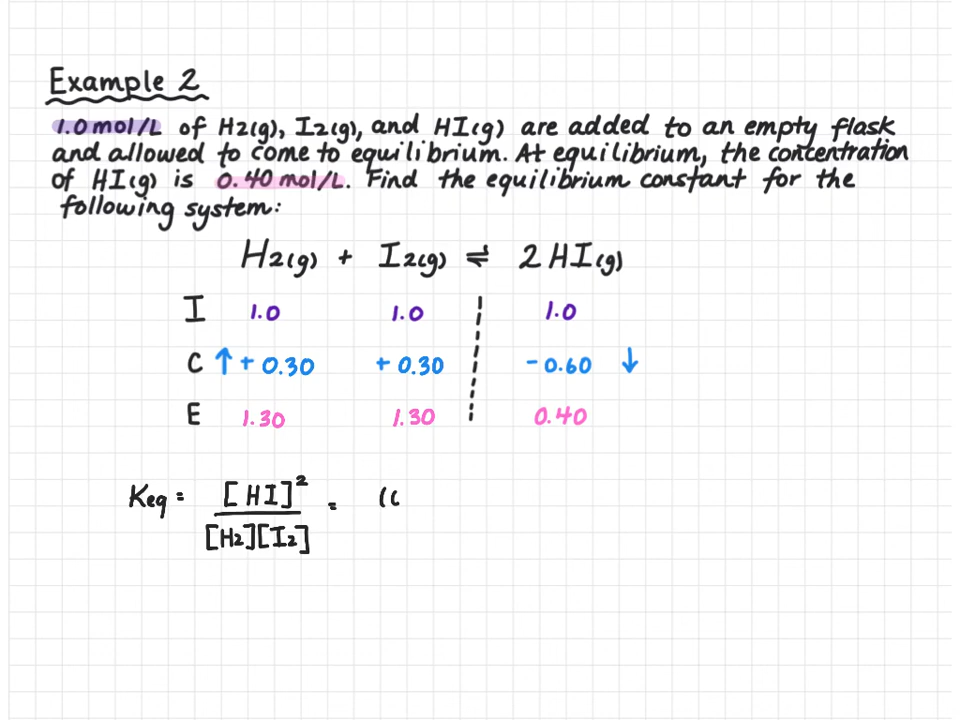 Example 2
1.0 mol/L of H2(g), I2(g), and HI(g) are added to an empty flask
and allowed to come to equilibrium. At equilibrium, the concentration
of HI(g) is 0.40 mol/L. Find the equilibrium constant for the
following system:
H2(g) + I2(g) ⇌ 2 HI(g)
I 1.0 1.0 1.0
C ↑ + 0.30 + 0.30 - 0.60 ↓
E 1.30 1.30 0.40
Keq = [HI]² / [H2][I2] = (0